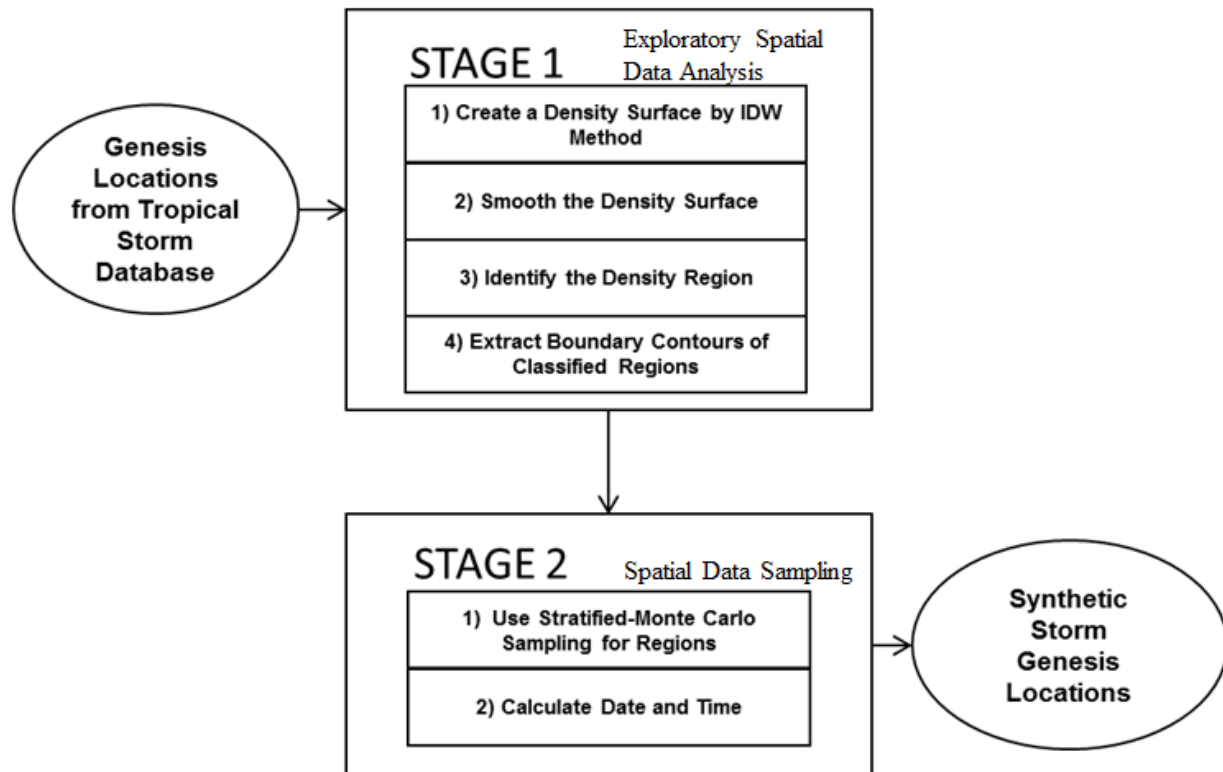 Genesis
Locations
from Tropical
Storm
Database
STAGE 1
Exploratory Spatial
Data Analysis
1) Create a Density Surface by IDW
Method
2) Smooth the Density Surface
3) Identify the Density Region
4) Extract Boundary Contours of
Classified Regions
STAGE 2
Spatial Data Sampling
1) Use Stratified-Monte Carlo
Sampling for Regions
2) Calculate Date and Time
Synthetic
Storm
Genesis
Locations